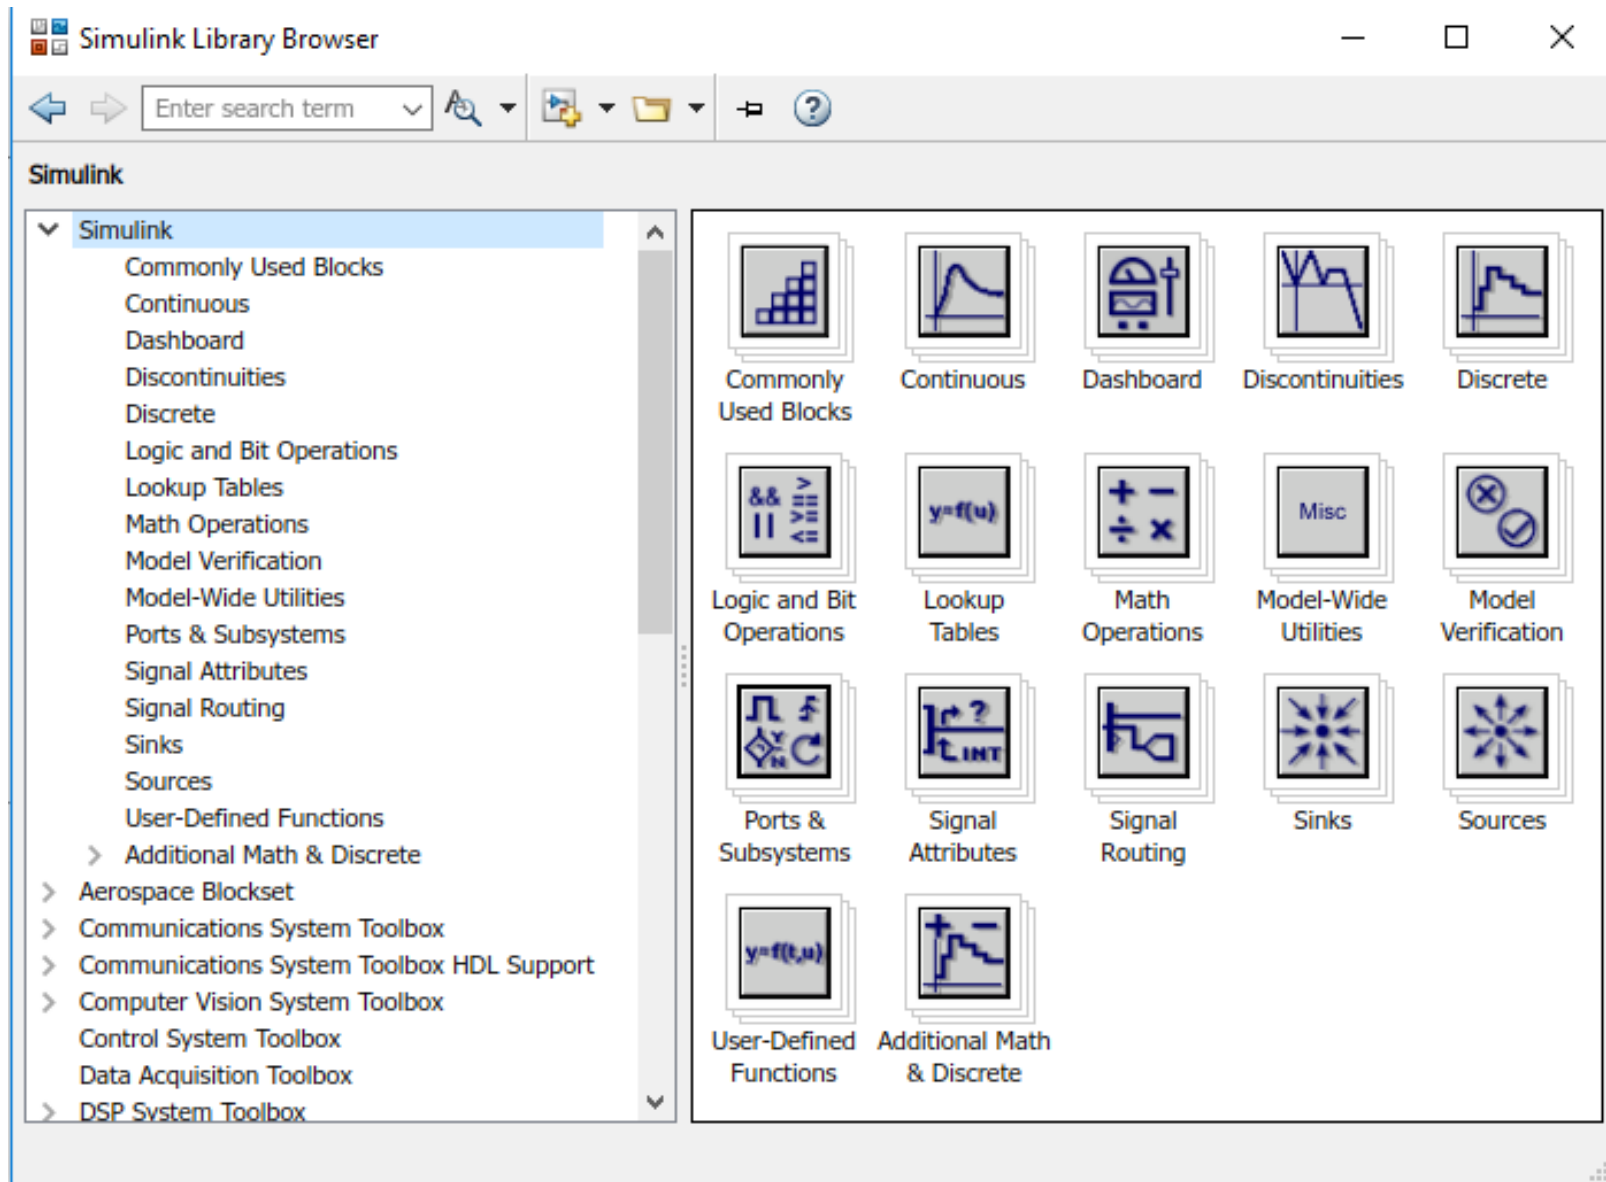 Simulink Library Browser
Enter search term
Simulink
Simulink
Commonly Used Blocks
Continuous
Dashboard
Discontinuities
Discrete
Logic and Bit Operations
Lookup Tables
Math Operations
Model Verification
Model-Wide Utilities
Ports & Subsystems
Signal Attributes
Signal Routing
Sinks
Sources
User-Defined Functions
Additional Math & Discrete
Aerospace Blockset
Communications System Toolbox
Communications System Toolbox HDL Support
Computer Vision System Toolbox
Control System Toolbox
Data Acquisition Toolbox
DSP System Toolbox
Commonly
Used Blocks
Continuous
Dashboard
Discontinuities
Discrete
&& > ==
|| >= <=
Logic and Bit
Operations
y=f(u)
Lookup
Tables
+ −
÷ ×
Math
Operations
Misc
Model-Wide
Utilities
Model
Verification
Y
N
Ports &
Subsystems
?
INT
Signal
Attributes
Signal
Routing
Sinks
Sources
y=f(t,u)
User-Defined
Functions
+ −
Additional Math
& Discrete